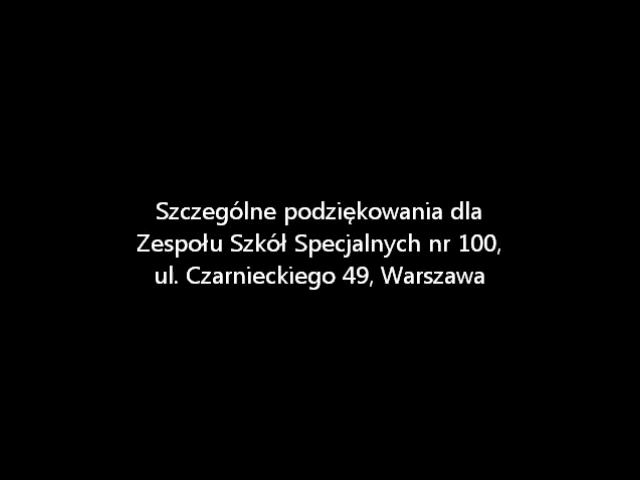 Szczególne podziękowania dla
Zespołu Szkół Specjalnych nr 100,
ul. Czarnieckiego 49, Warszawa